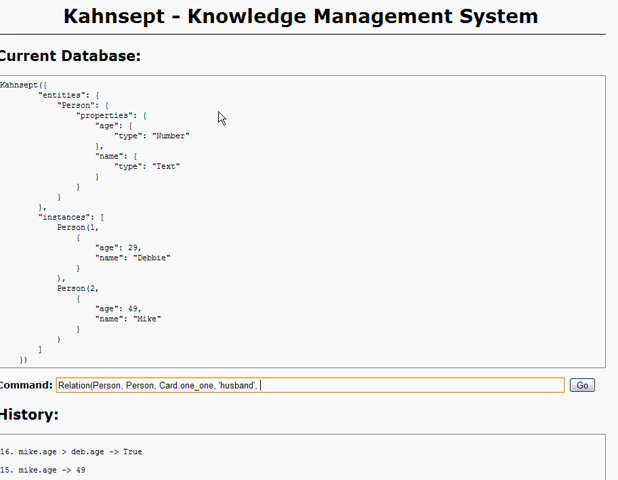 Kahnsept - Knowledge Management System
Current Database:
Kahnsept({
"entities": {
"Person": {
"properties": {
"age": {
"type": "Number"
},
"name": {
"type": "Text"
}
}
}
},
"instances": [
Person(1,
{
"age": 29,
"name": "Debbie"
}
),
Person(2,
{
"age": 49,
"name": "Mike"
}
)
]
})
Command: Relation(Person, Person, Card.one_one, 'husband', Go
History:
16. mike.age > deb.age -> True
15. mike.age -> 49